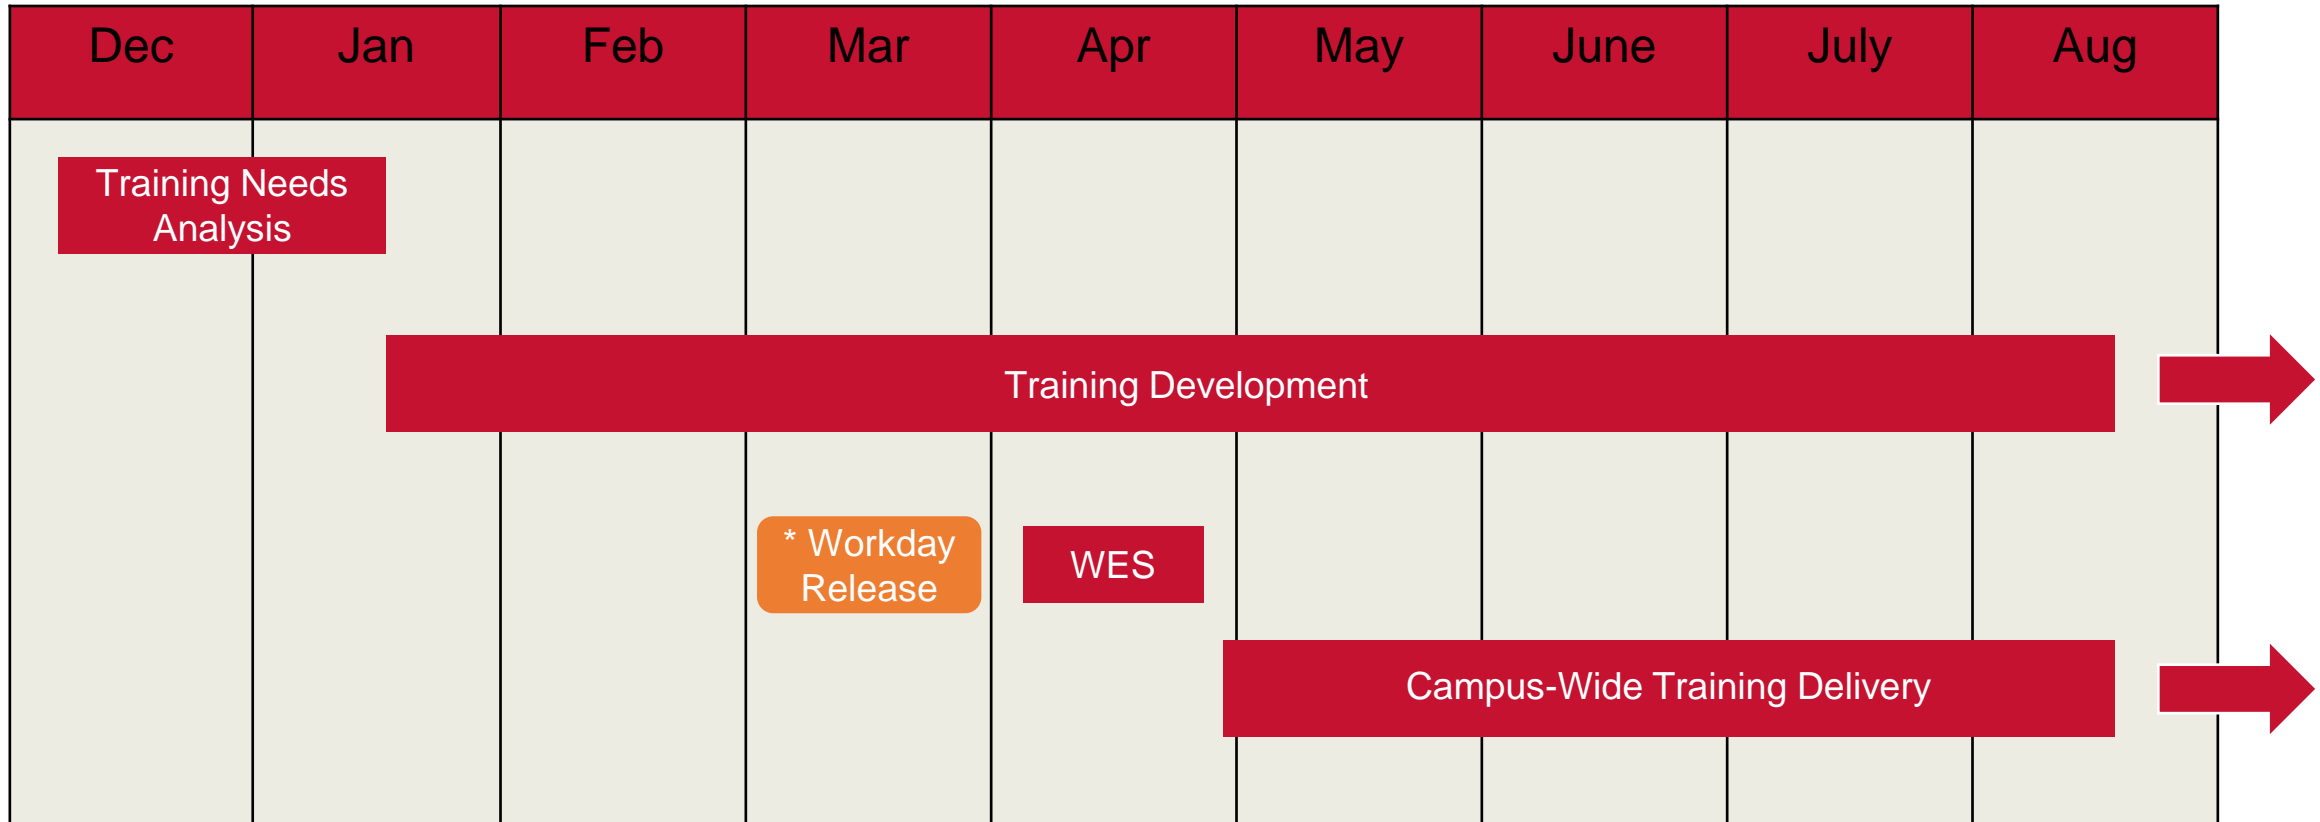 Dec Jan Feb Mar Apr May June July Aug
Training Needs
Analysis
Training Development
* Workday
Release
WES
Campus-Wide Training Delivery